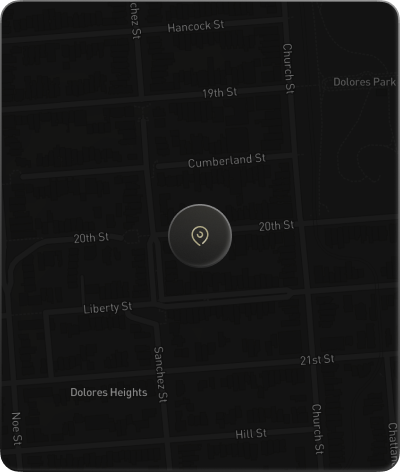 chez St
Hancock St
Church St
Dolores Park
19th St
Cumberland St
20th St
20th St
Liberty St
Sanchez St
21st St
Dolores Heights
Noe St
Church St
Hill St
Chattan